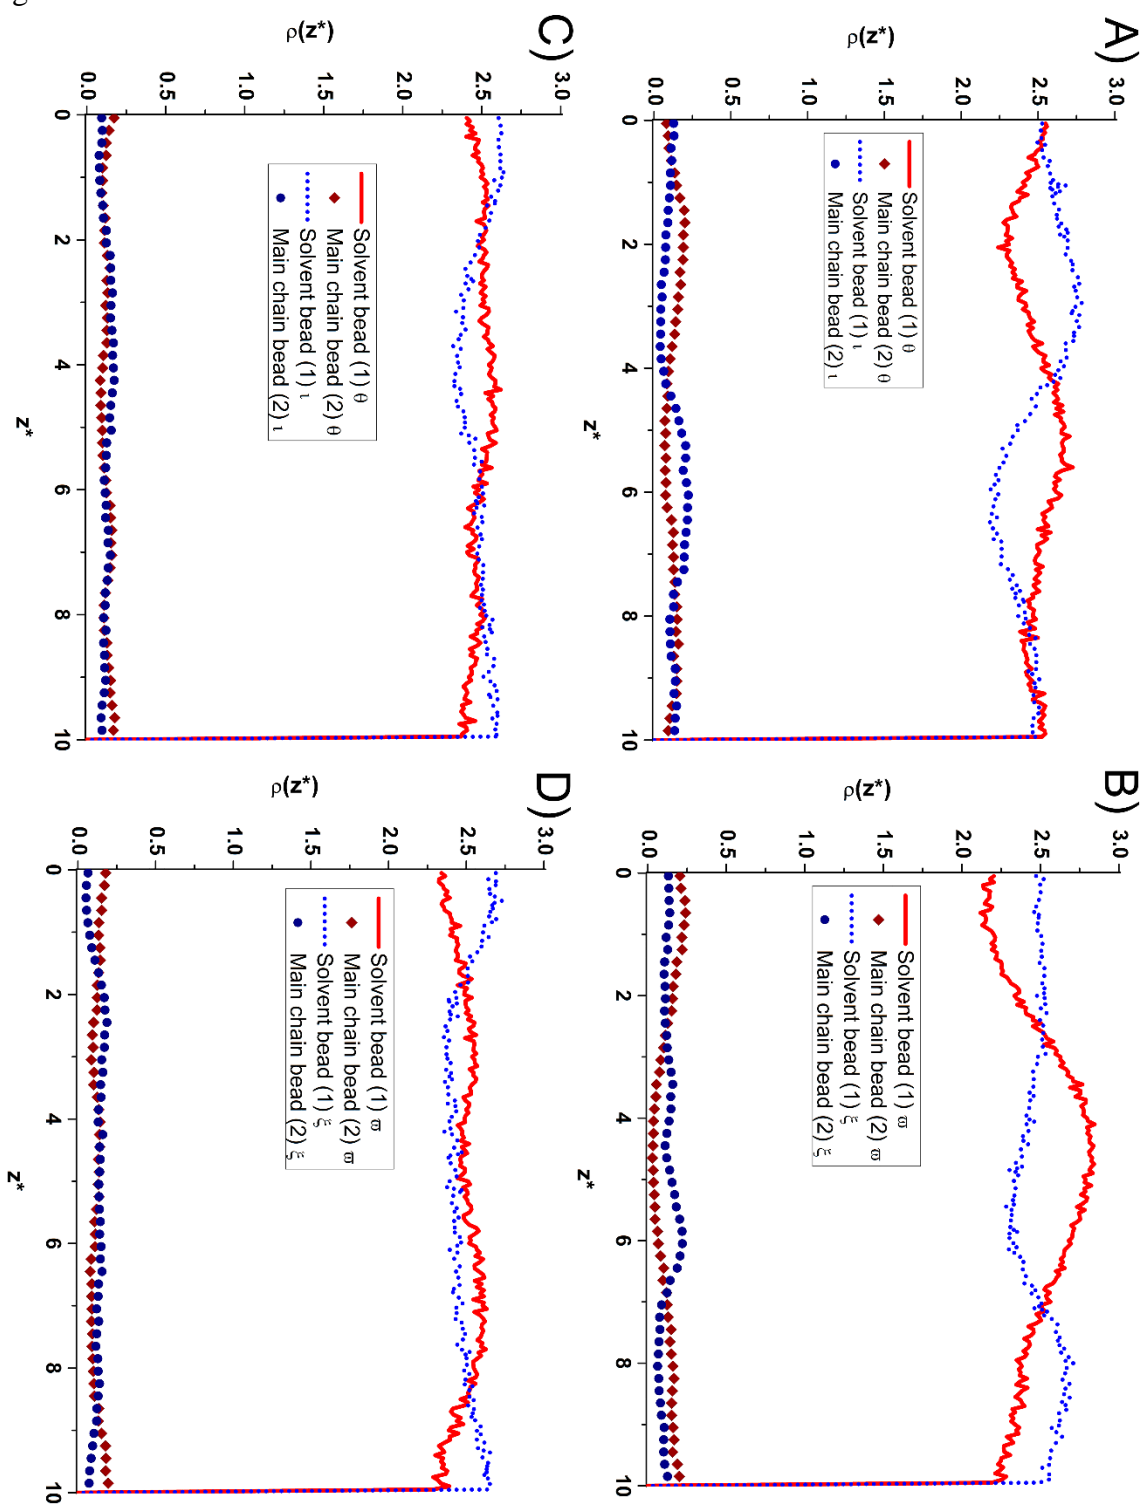 A)
3.0
2.5
2.0
1.5
1.0
0.5
0.0
ρ(z*)
Solvent bead (1) θ
Main chain bead (2) θ
Solvent bead (1) ι
Main chain bead (2) ι
0 2 4 6 8 10
z*
B)
3.0
2.5
2.0
1.5
1.0
0.5
0.0
ρ(z*)
Solvent bead (1) ϖ
Main chain bead (2) ϖ
Solvent bead (1) ξ
Main chain bead (2) ξ
0 2 4 6 8 10
z*
C)
3.0
2.5
2.0
1.5
1.0
0.5
0.0
ρ(z*)
Solvent bead (1) θ
Main chain bead (2) θ
Solvent bead (1) ι
Main chain bead (2) ι
0 2 4 6 8 10
z*
D)
3.0
2.5
2.0
1.5
1.0
0.5
0.0
ρ(z*)
Solvent bead (1) ϖ
Main chain bead (2) ϖ
Solvent bead (1) ξ
Main chain bead (2) ξ
0 2 4 6 8 10
z*